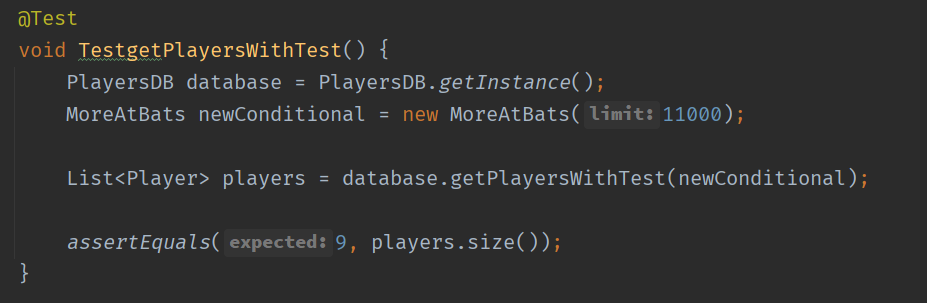 @Test
void TestgetPlayersWithTest() {
PlayersDB database = PlayersDB.getInstance();
MoreAtBats newConditional = new MoreAtBats( limit: 11000);
List<Player> players = database.getPlayersWithTest(newConditional);
assertEquals( expected: 9, players.size());
}